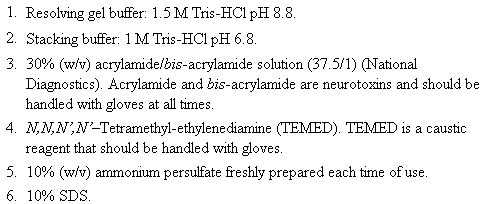 1. Resolving gel buffer: 1.5 M Tris-HCl pH 8.8.
2. Stacking buffer: 1 M Tris-HCl pH 6.8.
3. 30% (w/v) acrylamide/bis-acrylamide solution (37.5/1) (National
Diagnostics). Acrylamide and bis-acrylamide are neurotoxins and should be
handled with gloves at all times.
4. N,N,N’,N’–Tetramethyl-ethylenediamine (TEMED). TEMED is a caustic
reagent that should be handled with gloves.
5. 10% (w/v) ammonium persulfate freshly prepared each time of use.
6. 10% SDS.